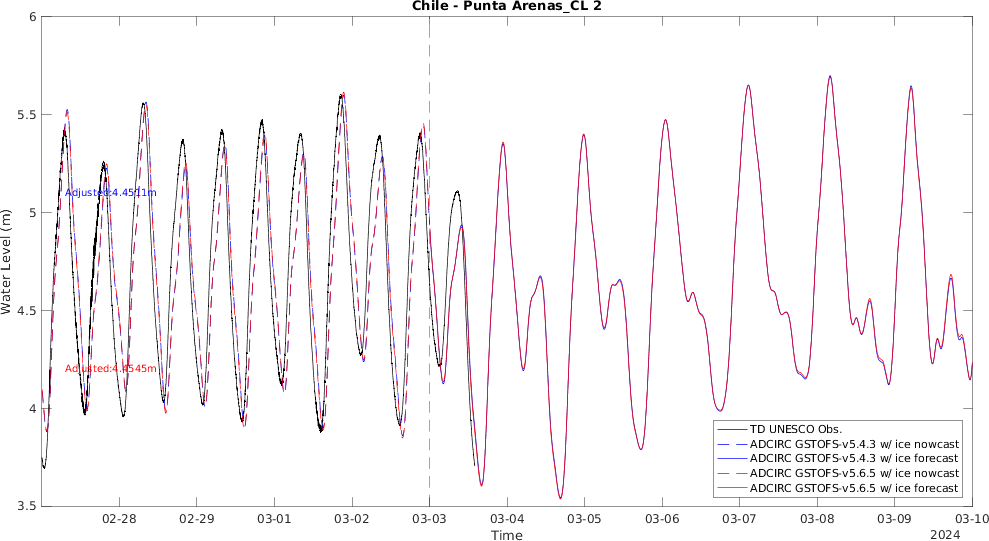 Chile - Punta Arenas_CL 2
6
5.5
5
4.5
4
3.5
Water Level (m)
Adjusted:4.4511m
Adjusted:4.4545m
TD UNESCO Obs.
ADCIRC GSTOFS-v5.4.3 w/ ice nowcast
ADCIRC GSTOFS-v5.4.3 w/ ice forecast
ADCIRC GSTOFS-v5.6.5 w/ ice nowcast
ADCIRC GSTOFS-v5.6.5 w/ ice forecast
02-28 02-29 03-01 03-02 03-03 03-04 03-05 03-06 03-07 03-08 03-09 03-10
Time
2024